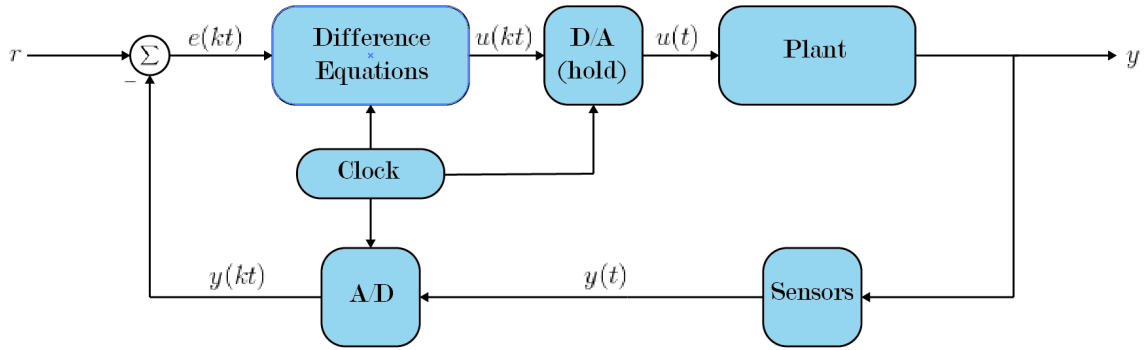 r
Σ
−
e(kt)
Difference
Equations
u(kt)
D/A
(hold)
u(t)
Plant
y
Clock
y(kt)
A/D
y(t)
Sensors